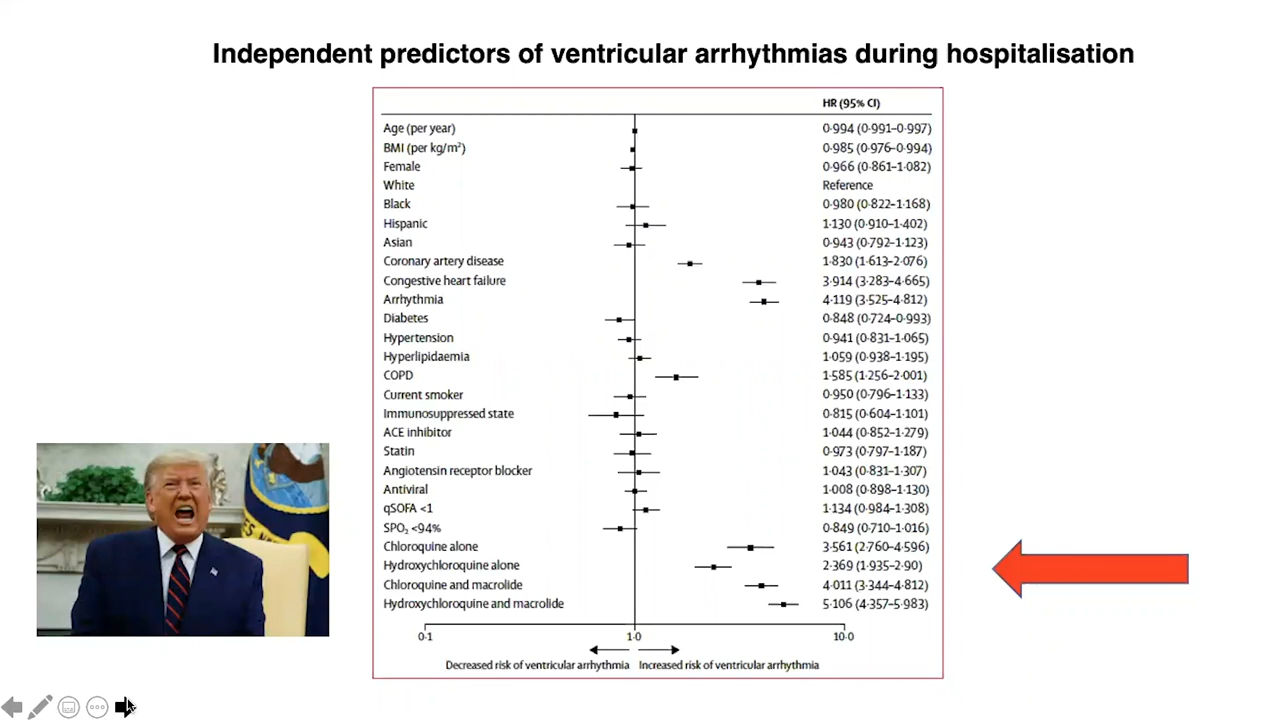 Independent predictors of ventricular arrhythmias during hospitalisation
HR (95% CI)
Age (per year) 0·994 (0·991–0·997)
BMI (per kg/m²) 0·985 (0·976–0·994)
Female 0·966 (0·861–1·082)
White Reference
Black 0·980 (0·822–1·168)
Hispanic 1·130 (0·910–1·402)
Asian 0·943 (0·792–1·123)
Coronary artery disease 1·830 (1·613–2·076)
Congestive heart failure 3·914 (3·283–4·665)
Arrhythmia 4·119 (3·525–4·812)
Diabetes 0·848 (0·724–0·993)
Hypertension 0·941 (0·831–1·065)
Hyperlipidaemia 1·059 (0·938–1·195)
COPD 1·585 (1·256–2·001)
Current smoker 0·950 (0·796–1·133)
Immunosuppressed state 0·815 (0·604–1·101)
ACE inhibitor 1·044 (0·852–1·279)
Statin 0·973 (0·797–1·187)
Angiotensin receptor blocker 1·043 (0·831–1·307)
Antiviral 1·008 (0·898–1·130)
qSOFA <1 1·134 (0·984–1·308)
SPO₂ <94% 0·849 (0·710–1·016)
Chloroquine alone 3·561 (2·760–4·596)
Hydroxychloroquine alone 2·369 (1·935–2·90)
Chloroquine and macrolide 4·011 (3·344–4·812)
Hydroxychloroquine and macrolide 5·106 (4·357–5·983)
0·1 1·0 10·0
Decreased risk of ventricular arrhythmia Increased risk of ventricular arrhythmia